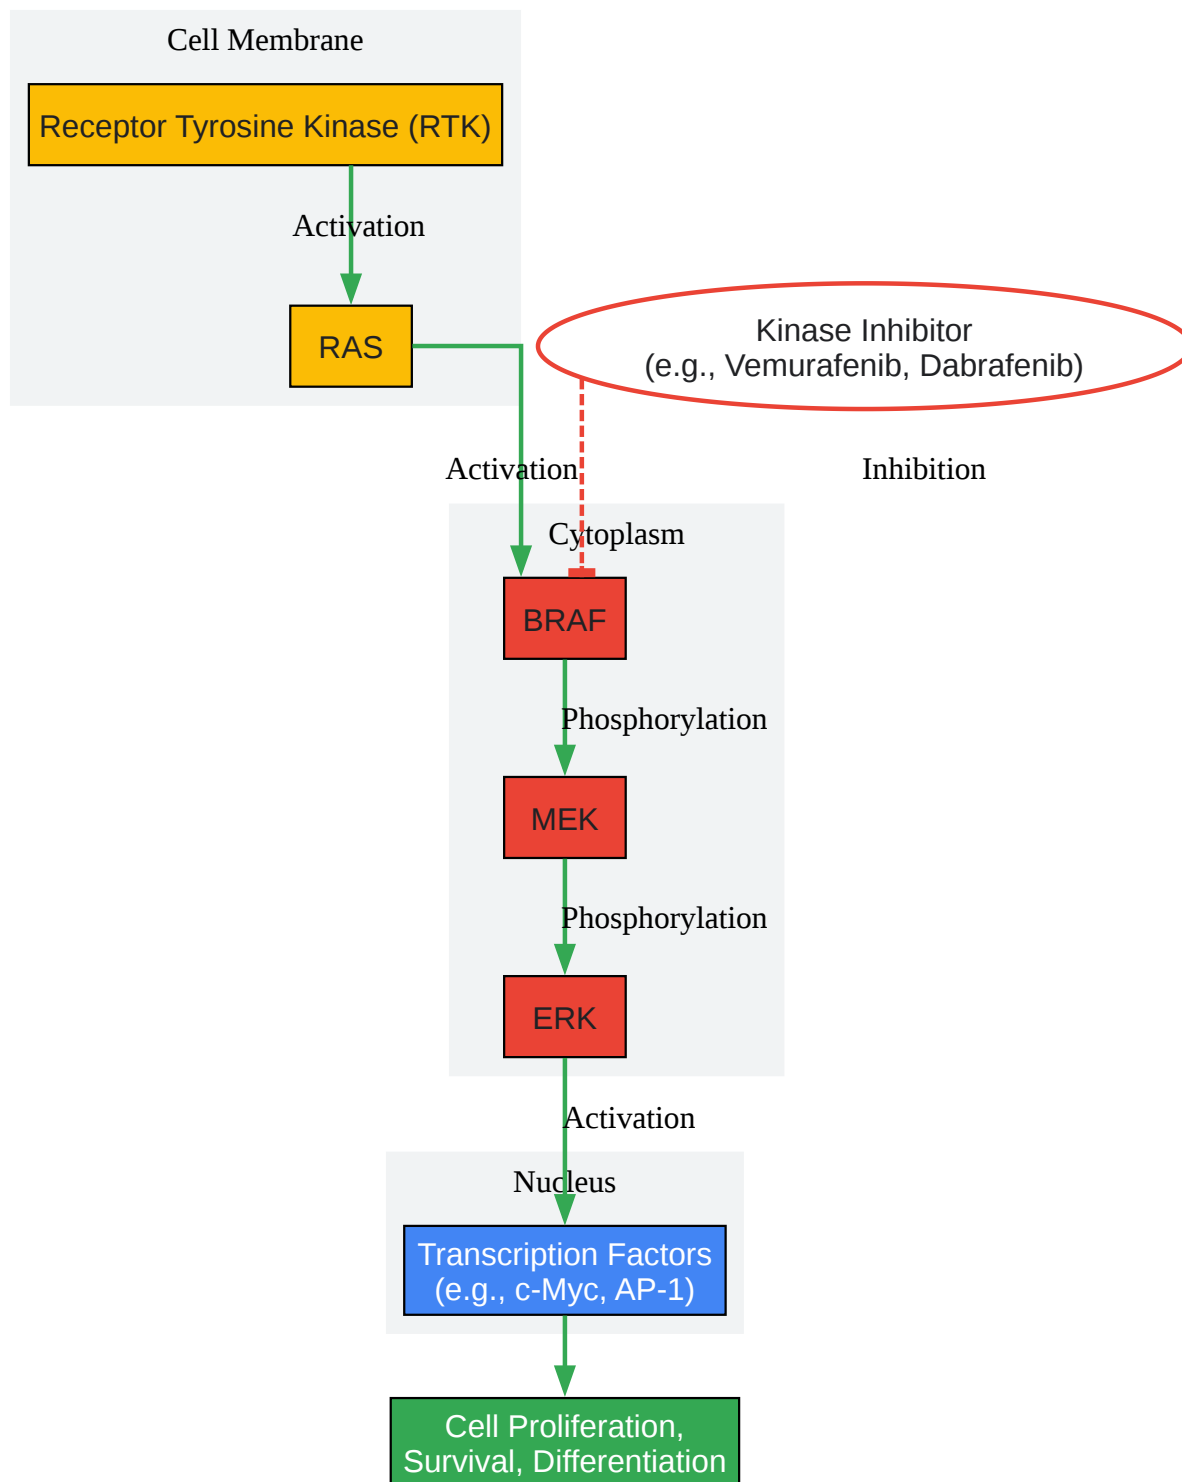 Cell Membrane
Receptor Tyrosine Kinase (RTK)
Activation
RAS
Kinase Inhibitor
(e.g., Vemurafenib, Dabrafenib)
Activation
Inhibition
Cytoplasm
BRAF
Phosphorylation
MEK
Phosphorylation
ERK
Activation
Nucleus
Transcription Factors
(e.g., c-Myc, AP-1)
Cell Proliferation,
Survival, Differentiation